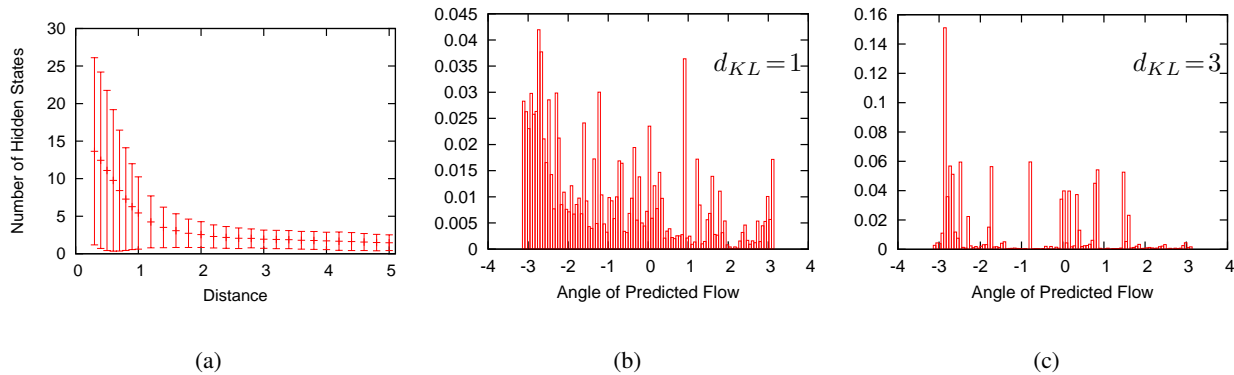 Number of Hidden States
30
25
20
15
10
5
0
0 1 2 3 4 5
Distance
(a)
0.045
0.04
0.035
0.03
0.025
0.02
0.015
0.01
0.005
0
-4 -3 -2 -1 0 1 2 3 4
d_{KL}=1
Angle of Predicted Flow
(b)
0.16
0.14
0.12
0.1
0.08
0.06
0.04
0.02
0
-4 -3 -2 -1 0 1 2 3 4
d_{KL}=3
Angle of Predicted Flow
(c)